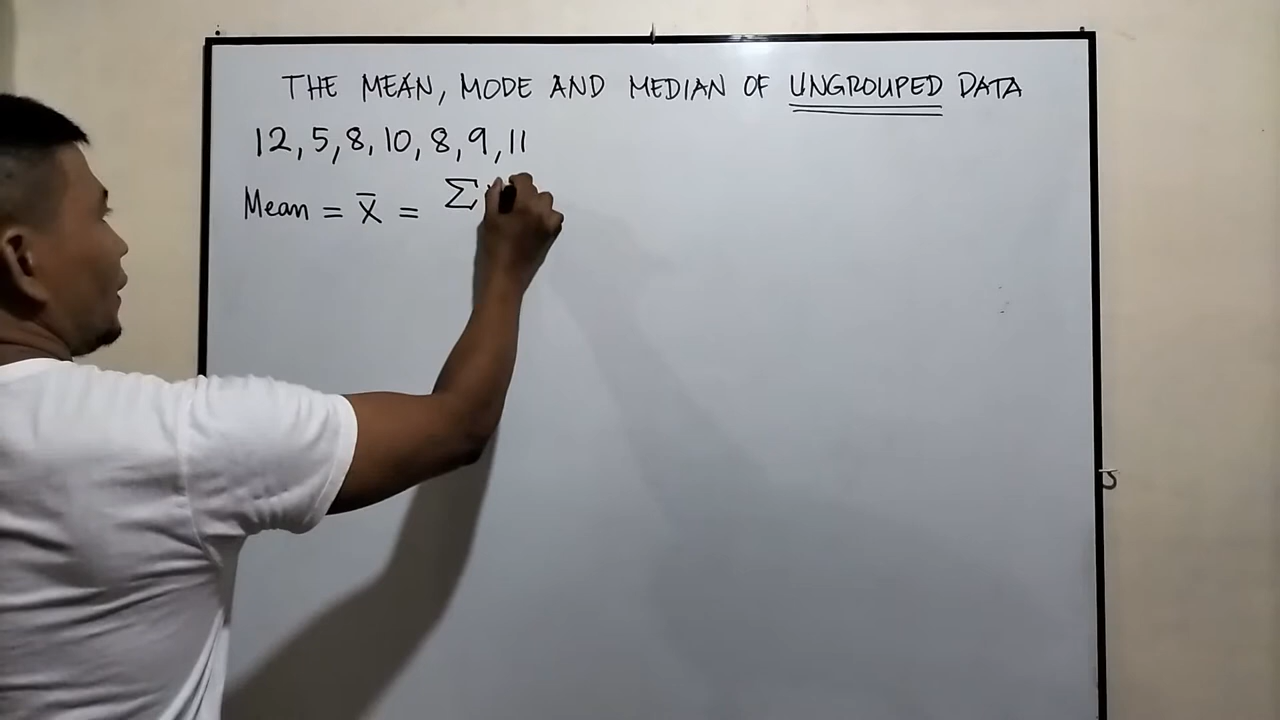 THE MEAN, MODE AND MEDIAN OF UNGROUPED DATA
12, 5, 8, 10, 8, 9, 11
Mean = x̄ = Σ